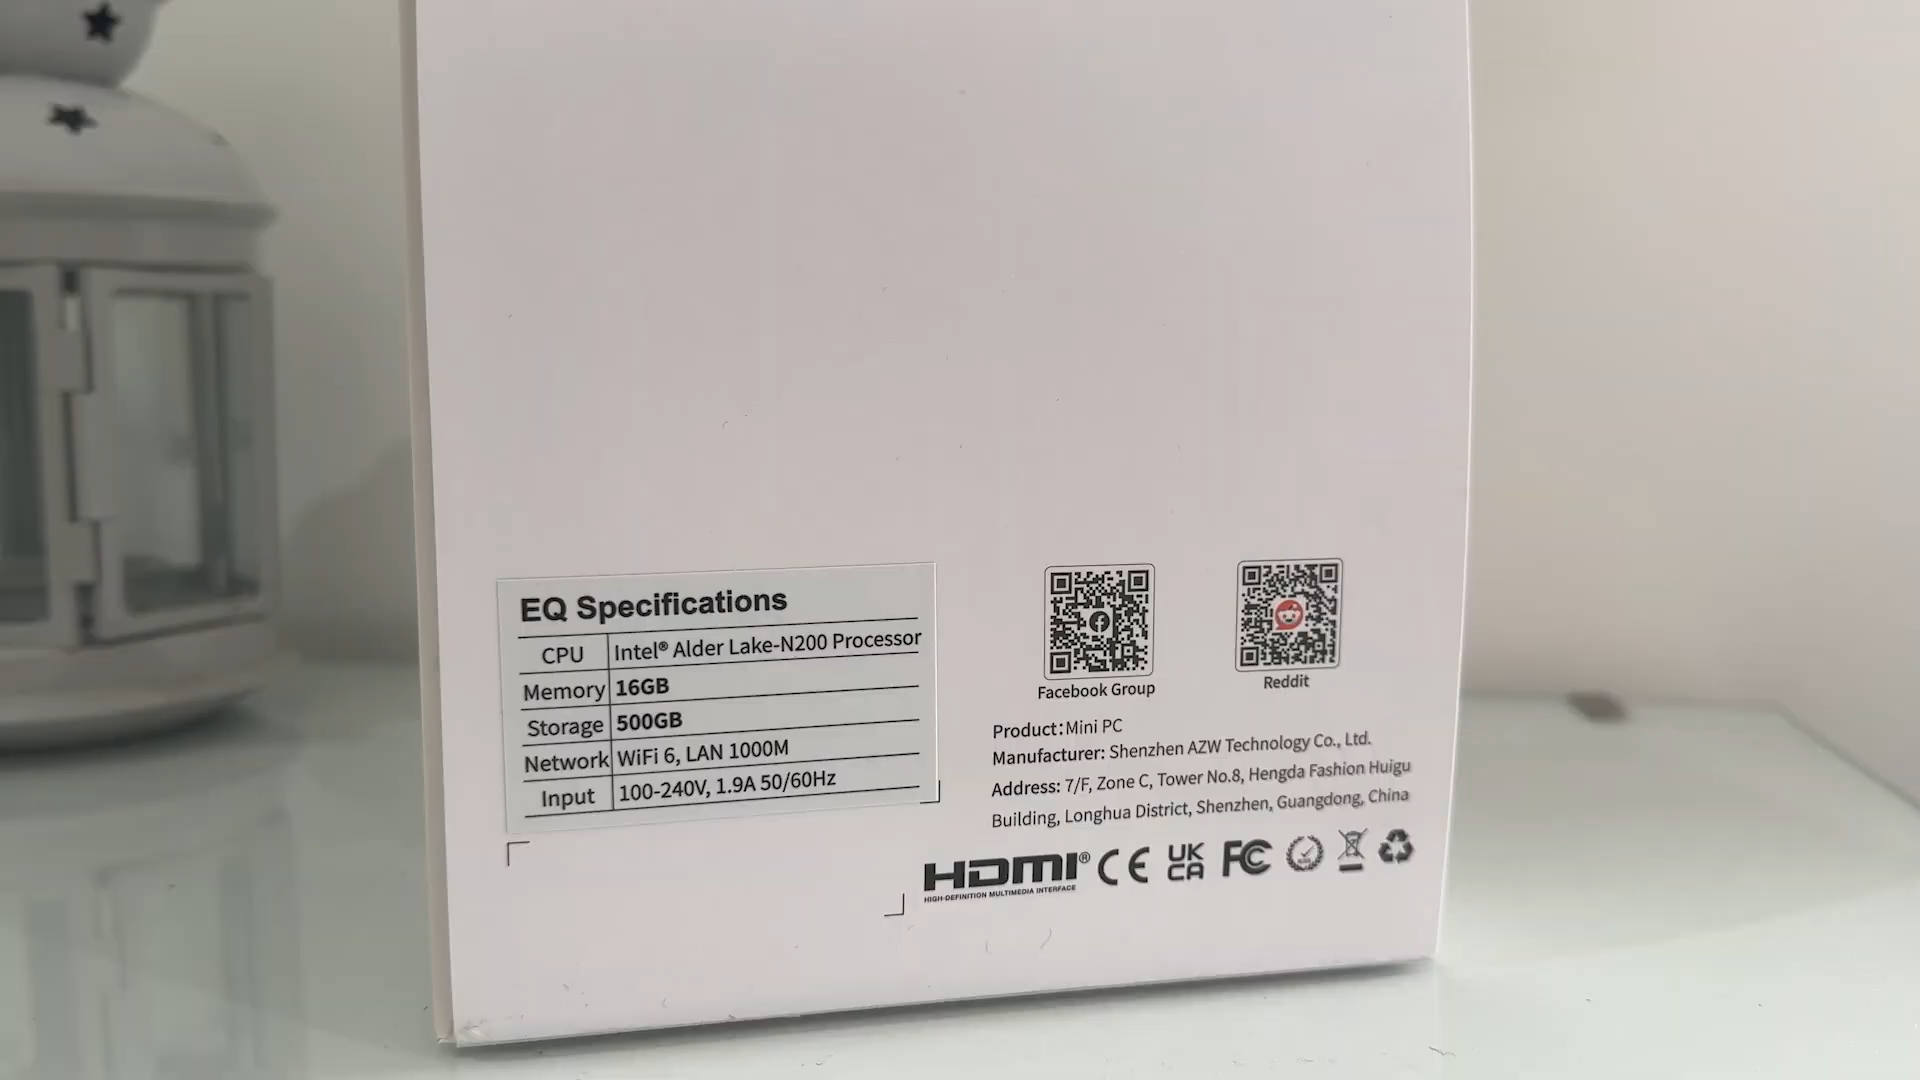 EQ Specifications
CPU Intel® Alder Lake-N200 Processor
Memory 16GB
Storage 500GB
Network WiFi 6, LAN 1000M
Input 100-240V, 1.9A 50/60Hz
Facebook Group
Reddit
Product:Mini PC
Manufacturer: Shenzhen AZW Technology Co., Ltd.
Address: 7/F, Zone C, Tower No.8, Hengda Fashion Huigu
Building, Longhua District, Shenzhen, Guangdong, China
HDMI® CE UK CA FC
HIGH-DEFINITION MULTIMEDIA INTERFACE